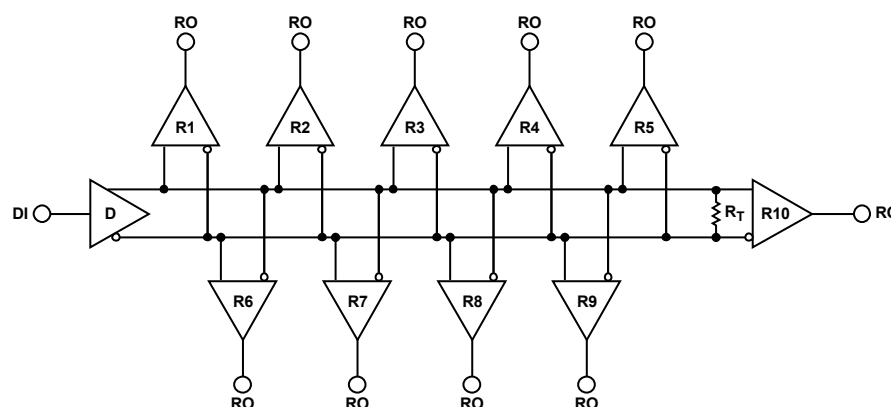 RO RO RO RO RO
R1 R2 R3 R4 R5
DI D RT R10 RO
R6 R7 R8 R9
RO RO RO RO